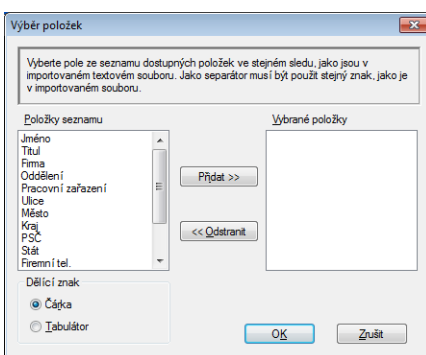 Výběr položek
Vyberte pole ze seznamu dostupných položek ve stejném sledu, jako jsou v
importovaném textovém souboru. Jako separátor musí být použit stejný znak, jako je
v importovaném souboru.
Položky seznamu
Vybrané položky
Jméno
Titul
Firma
Oddělení
Pracovní zařazení
Ulice
Město
Kraj
PSČ
Stát
Firemní tel.
Přidat >>
<< Odstranit
Dělící znak
Čárka
Tabulátor
OK
Zrušit